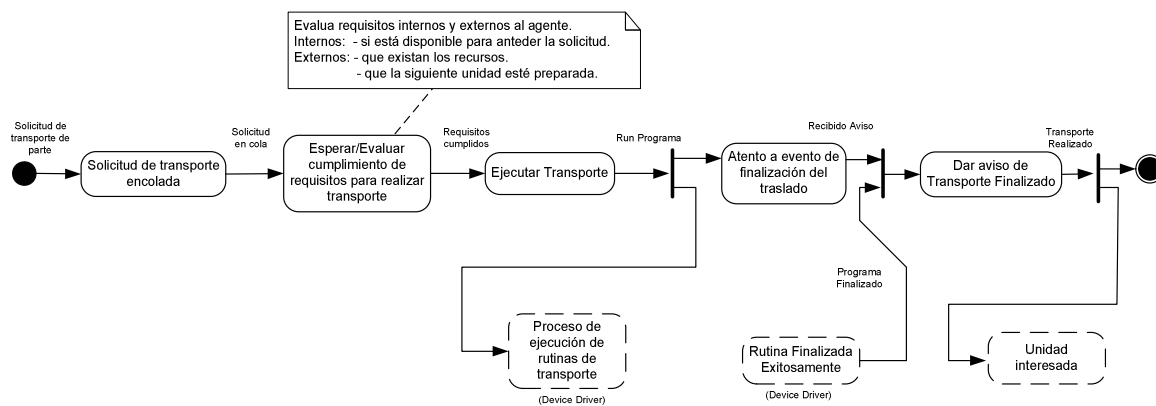 Evalua requisitos internos y externos al agente.
Internos: - si está disponible para anteder la solicitud.
Externos: - que existan los recursos.
- que la siguiente unidad esté preparada.
Solicitud de
transporte de
parte
Solicitud de transporte
encolada
Solicitud
en cola
Esperar/Evaluar
cumplimiento de
requisitos para realizar
transporte
Requisitos
cumplidos
Ejecutar Transporte
Run Programa
Atento a evento de
finalización del
traslado
Recibido Aviso
Dar aviso de
Transporte Finalizado
Transporte
Realizado
Proceso de
ejecución de
rutinas de
transporte
(Device Driver)
Programa
Finalizado
Rutina Finalizada
Exitosamente
(Device Driver)
Unidad
interesada